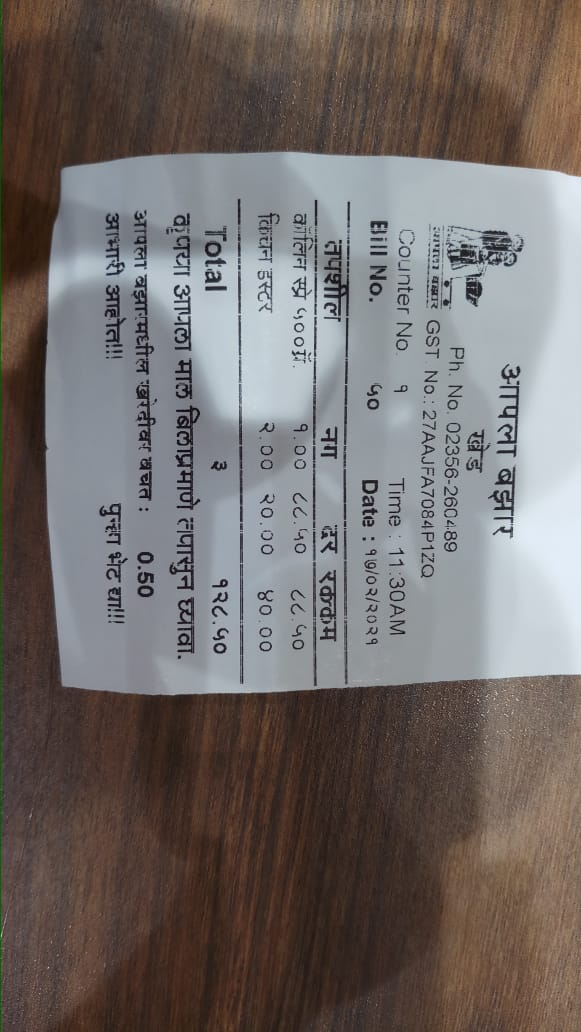 आपला बझार
खेड
Ph. No. 02356-260489
आपला बझार GST. No.: 27AAJFA7084P1ZQ
Counter No. १ Time : 11:30AM
Bill No. ५० Date : १७/०२/२०२१
तपशील नग दर रक्कम
कॉलिन स्प्रे ५००ग्रॅ. १.०० ८८.५० ८८.५०
किचन डस्टर २.०० २०.०० ४०.००
Total ३ १२८.५०
कृपया आपला माल बिलाप्रमाणे तपासुन घ्यावा.
आपला बझारमधील खरेदीवर बचत : 0.50
आभारी आहोत!!! पुन्हा भेट द्या!!!